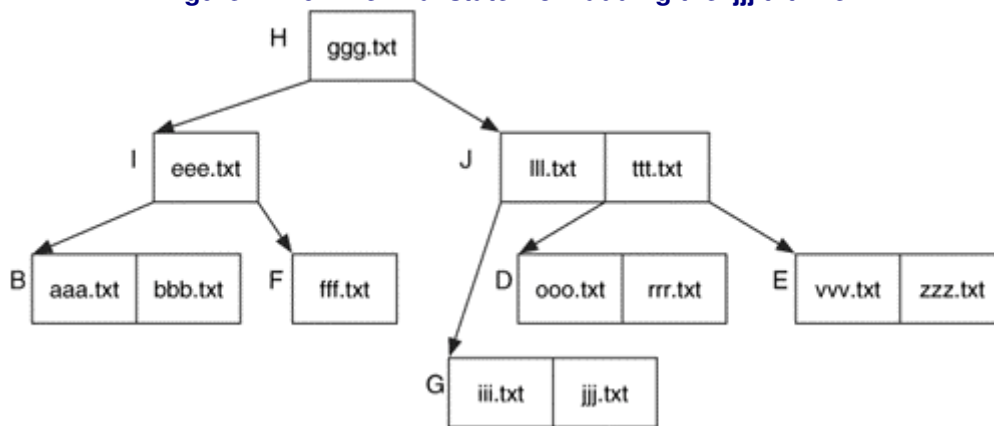 H ggg.txt
I eee.txt
J lll.txt ttt.txt
B aaa.txt bbb.txt
F fff.txt
D ooo.txt rrr.txt
E vvv.txt zzz.txt
G iii.txt jjj.txt